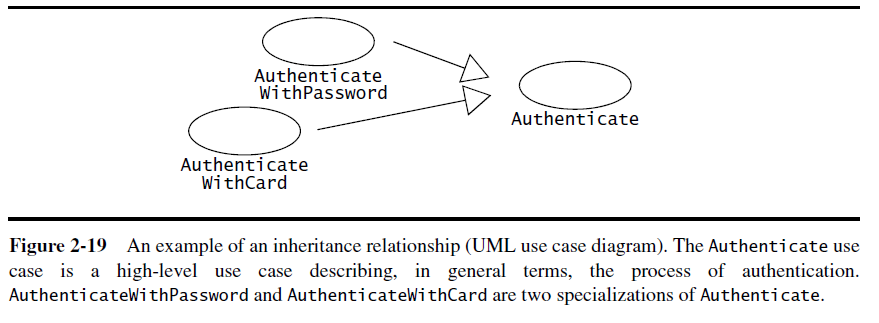 Authenticate
WithPassword
Authenticate
Authenticate
WithCard
Figure 2-19 An example of an inheritance relationship (UML use case diagram). The Authenticate use
case is a high-level use case describing, in general terms, the process of authentication.
AuthenticateWithPassword and AuthenticateWithCard are two specializations of Authenticate.